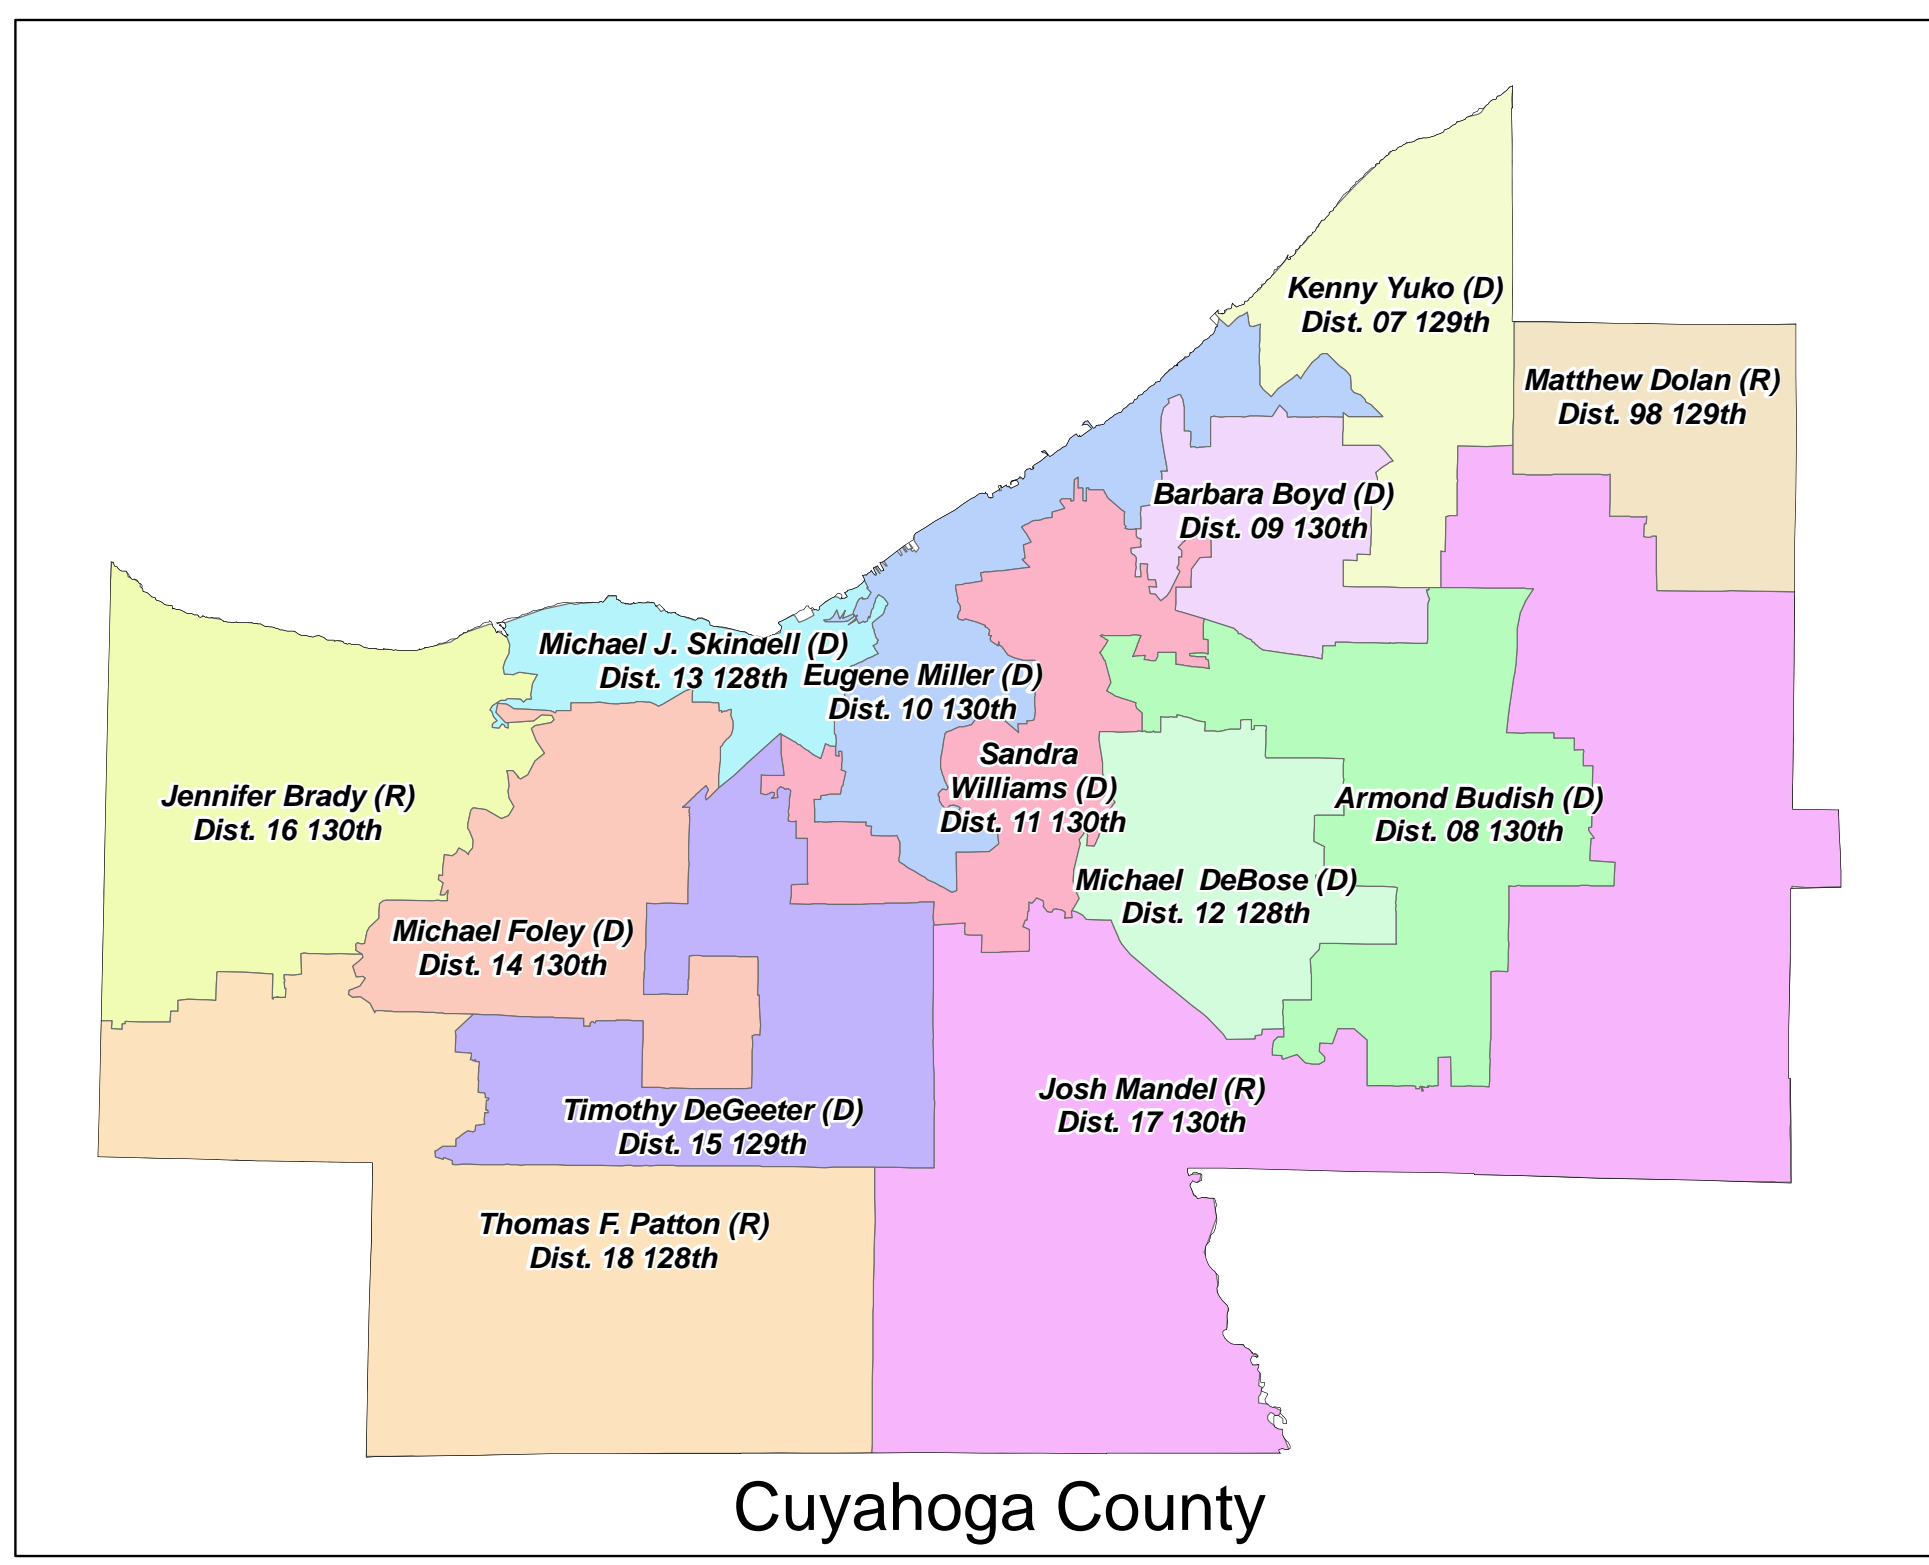 Kenny Yuko (D)
Dist. 07 129th
Matthew Dolan (R)
Dist. 98 129th
Barbara Boyd (D)
Dist. 09 130th
Michael J. Skindell (D)
Dist. 13 128th
Eugene Miller (D)
Dist. 10 130th
Sandra
Williams (D)
Dist. 11 130th
Jennifer Brady (R)
Dist. 16 130th
Armond Budish (D)
Dist. 08 130th
Michael DeBose (D)
Dist. 12 128th
Michael Foley (D)
Dist. 14 130th
Josh Mandel (R)
Dist. 17 130th
Timothy DeGeeter (D)
Dist. 15 129th
Thomas F. Patton (R)
Dist. 18 128th
Cuyahoga County